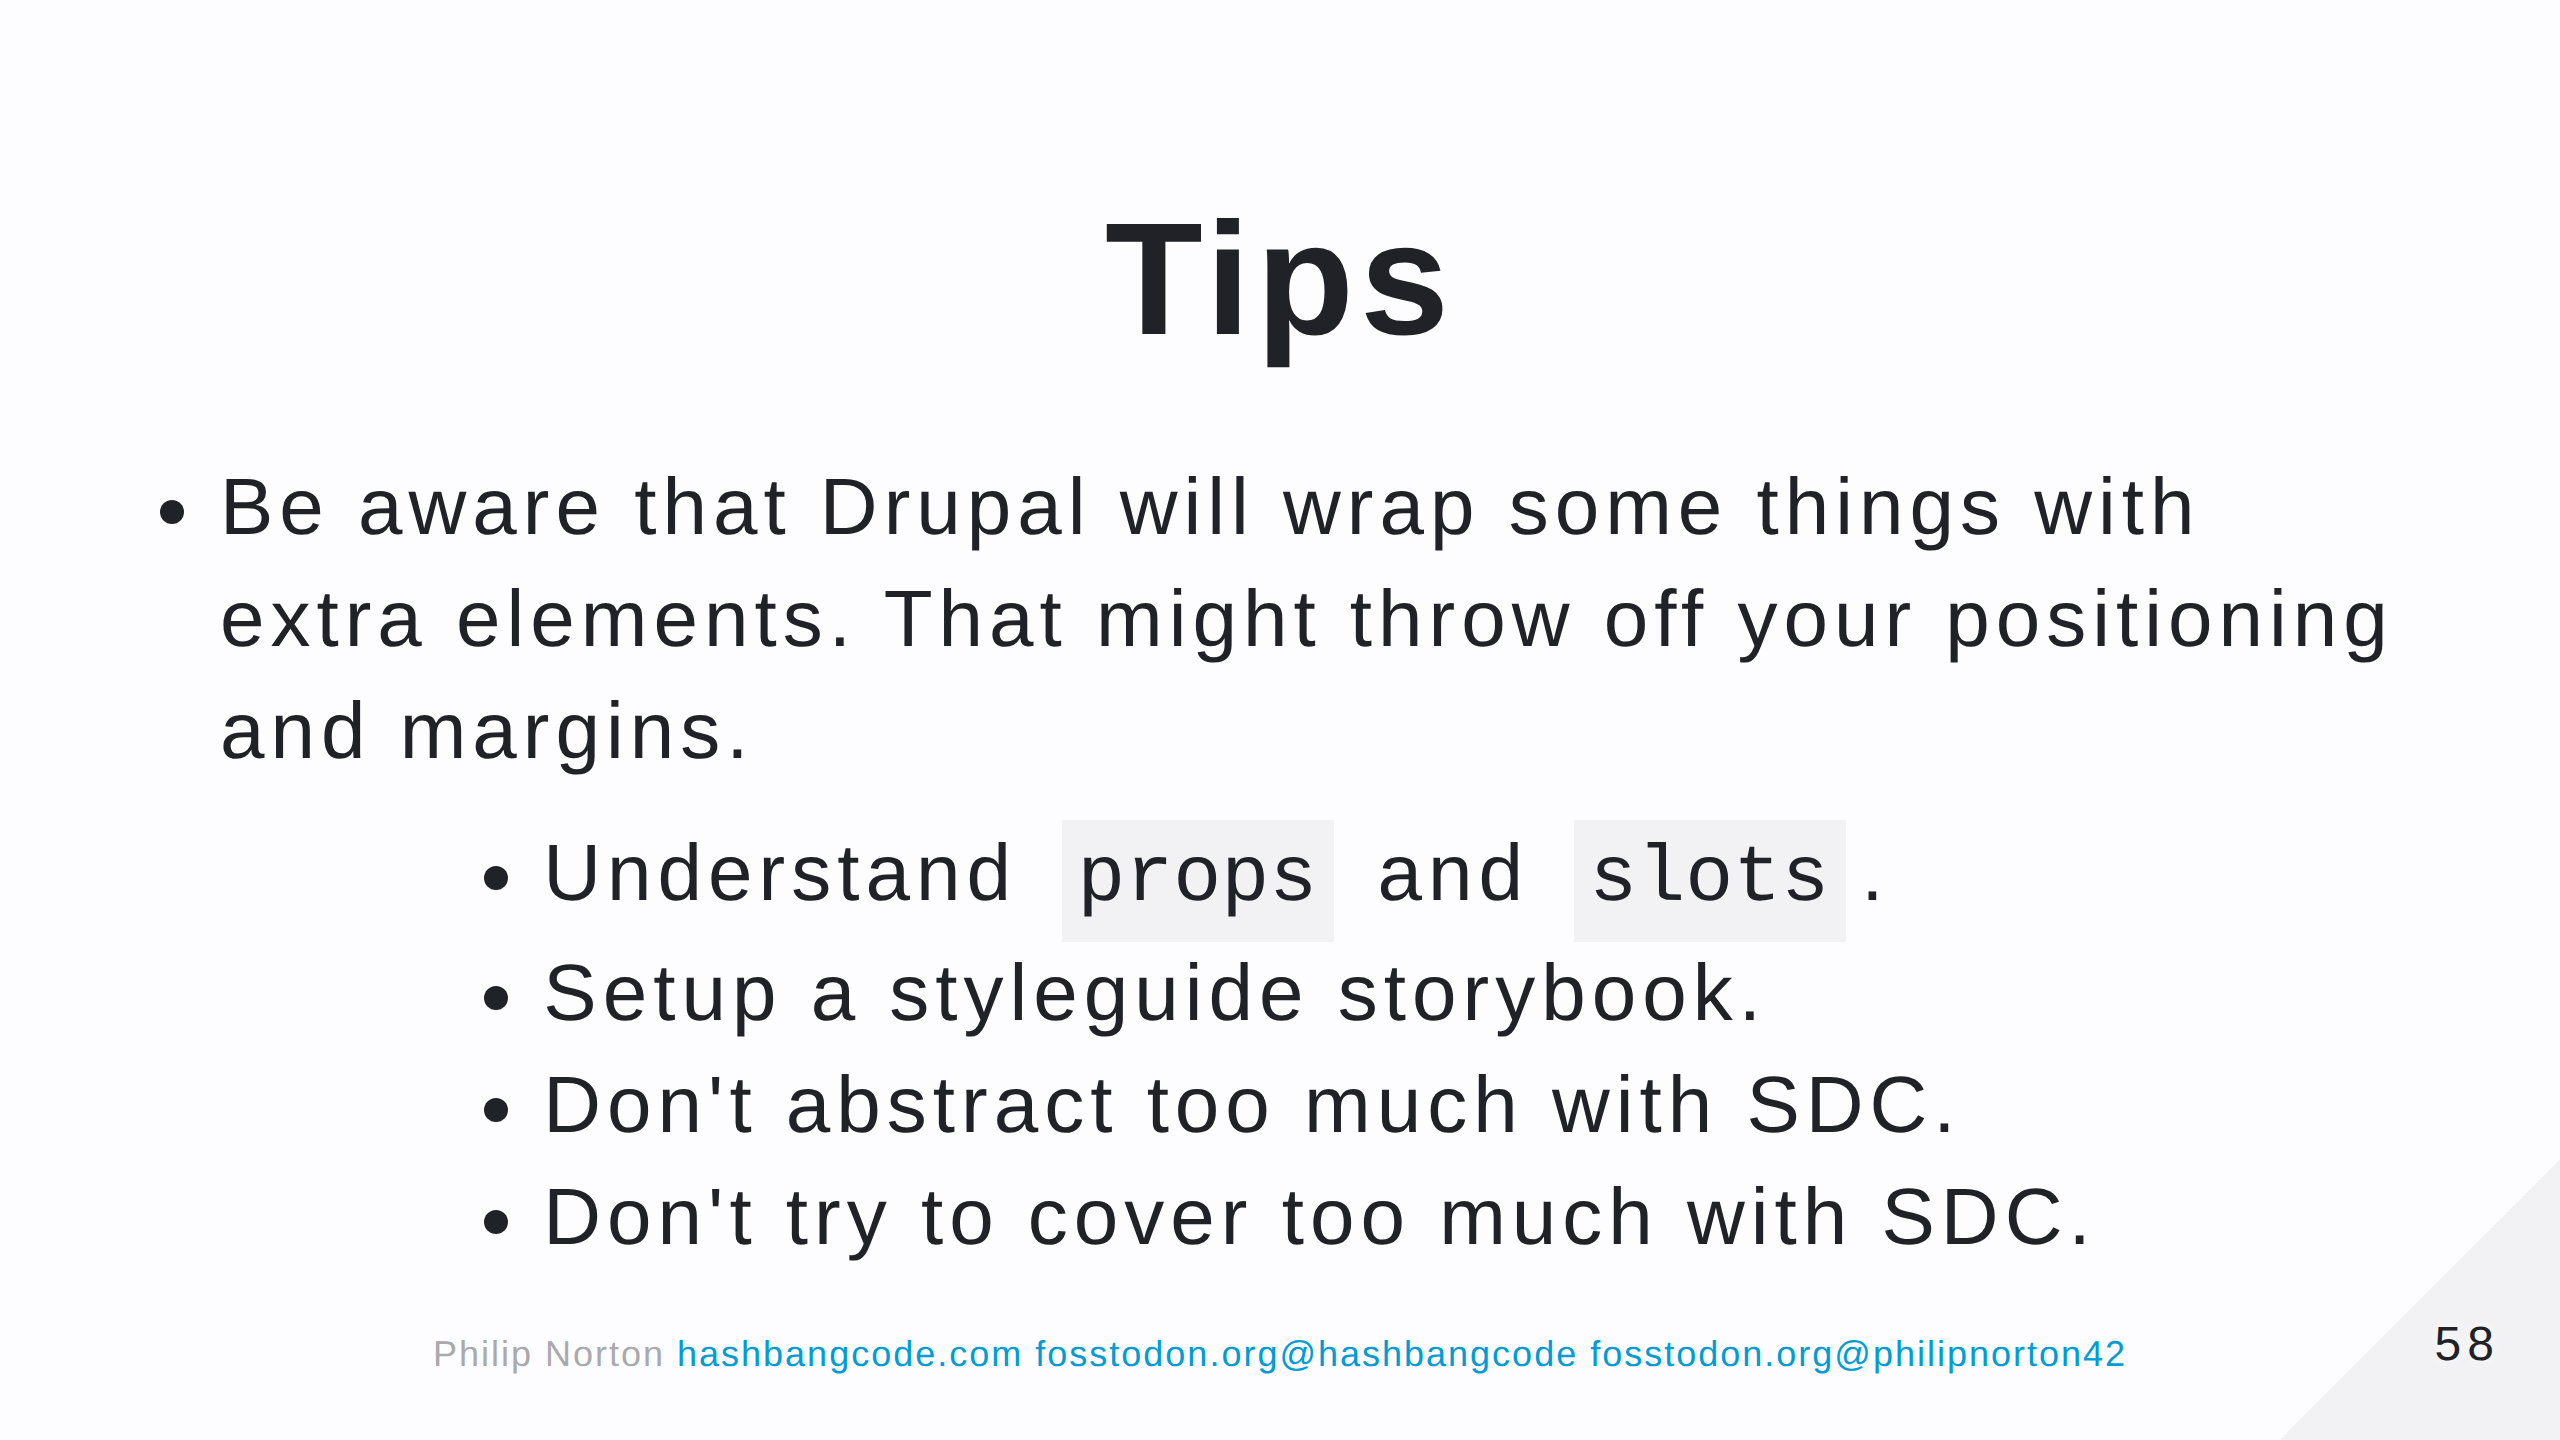 Tips
• Be aware that Drupal will wrap some things with
extra elements. That might throw off your positioning
and margins.
• Understand props and slots.
• Setup a styleguide storybook.
• Don't abstract too much with SDC.
• Don't try to cover too much with SDC.
Philip Norton hashbangcode.com fosstodon.org@hashbangcode fosstodon.org@philipnorton42
58